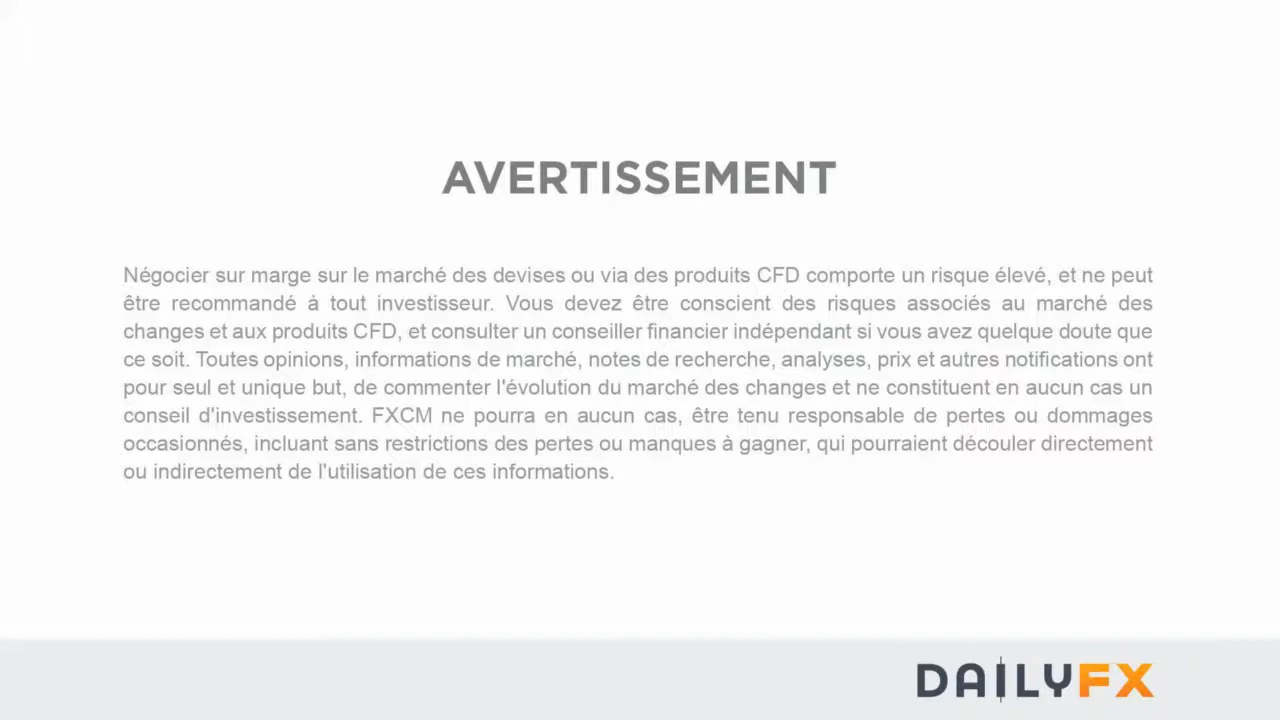 AVERTISSEMENT
Négocier sur marge sur le marché des devises ou via des produits CFD comporte un risque élevé, et ne peut
être recommandé à tout investisseur. Vous devez être conscient des risques associés au marché des
changes et aux produits CFD, et consulter un conseiller financier indépendant si vous avez quelque doute que
ce soit. Toutes opinions, informations de marché, notes de recherche, analyses, prix et autres notifications ont
pour seul et unique but, de commenter l'évolution du marché des changes et ne constituent en aucun cas un
conseil d'investissement. FXCM ne pourra en aucun cas, être tenu responsable de pertes ou dommages
occasionnés, incluant sans restrictions des pertes ou manques à gagner, qui pourraient découler directement
ou indirectement de l'utilisation de ces informations.
DAILYFX